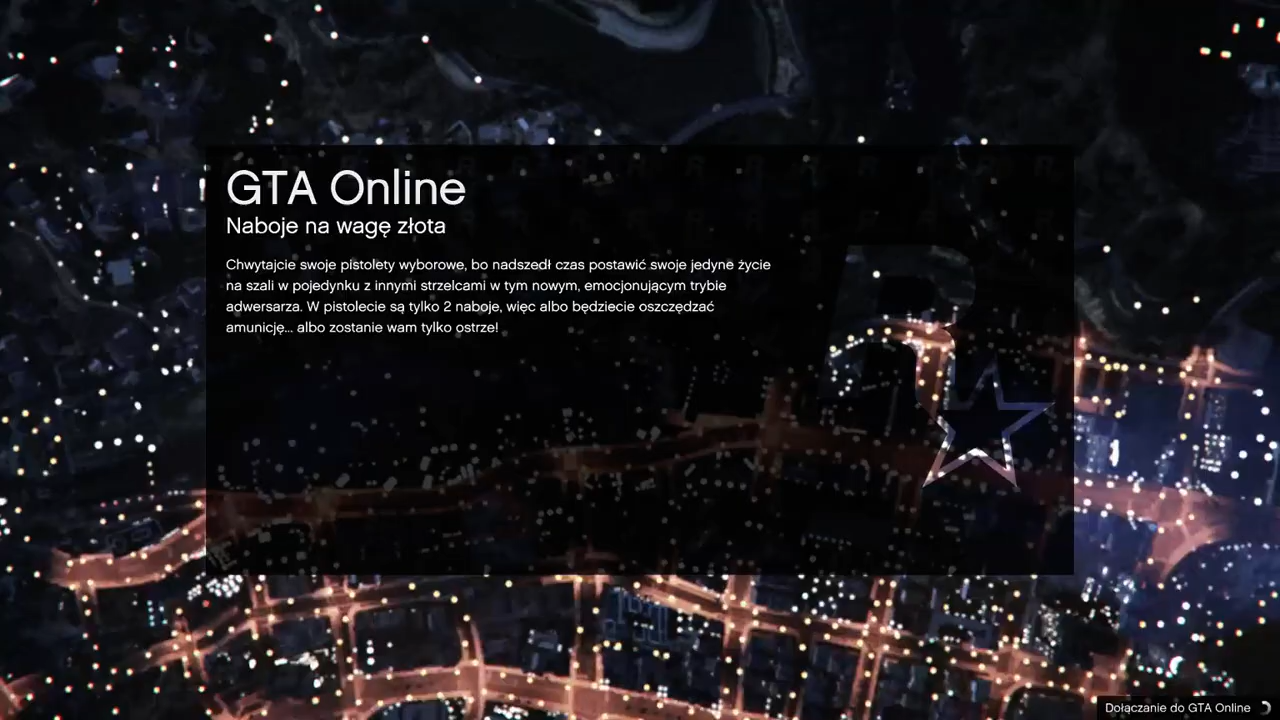 GTA Online
Naboje na wagę złota
Chwytajcie swoje pistolety wyborowe, bo nadszedł czas postawić swoje jedyne życie
na szali w pojedynku z innymi strzelcami w tym nowym, emocjonującym trybie
adwersarza. W pistolecie są tylko 2 naboje, więc albo będziecie oszczędzać
amunicję... albo zostanie wam tylko ostrze!
Dołączanie do GTA Online